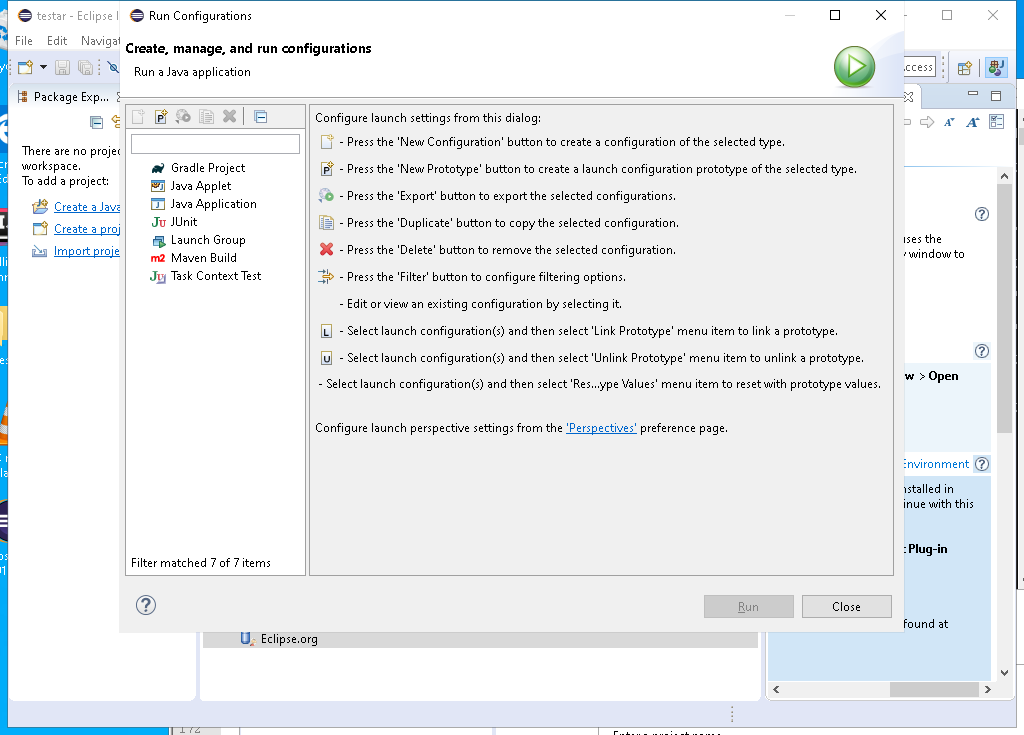 testar - Eclipse I
Run Configurations
File Edit Navigat
Create, manage, and run configurations
Run a Java application
ccess
Package Exp...
Configure launch settings from this dialog:
- Press the 'New Configuration' button to create a configuration of the selected type.
There are no projec
workspace.
To add a project:
Gradle Project
- Press the 'New Prototype' button to create a launch configuration prototype of the selected type.
Java Applet
- Press the 'Export' button to export the selected configurations.
Create a Java
Java Application
Create a proj
JUnit
- Press the 'Duplicate' button to copy the selected configuration.
Import proje
Launch Group
- Press the 'Delete' button to remove the selected configuration.
Maven Build
Task Context Test
- Press the 'Filter' button to configure filtering options.
- Edit or view an existing configuration by selecting it.
- Select launch configuration(s) and then select 'Link Prototype' menu item to link a prototype.
- Select launch configuration(s) and then select 'Unlink Prototype' menu item to unlink a prototype.
- Select launch configuration(s) and then select 'Res...ype Values' menu item to reset with prototype values.
Configure launch perspective settings from the 'Perspectives' preference page.
uses the
window to
w > Open
Environment
nstalled in
nue with this
t Plug-in
found at
Filter matched 7 of 7 items
Run
Close
Eclipse.org
172
Enter a project name